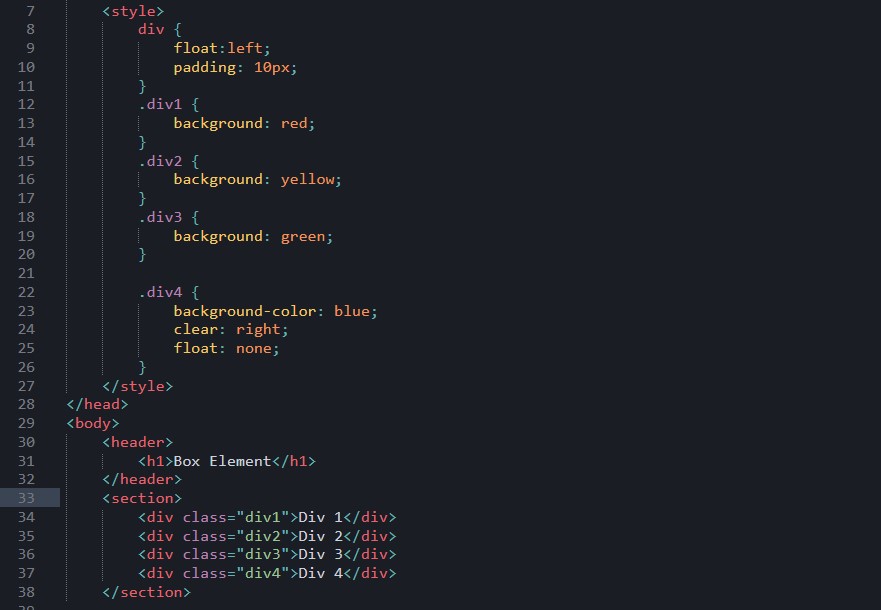 7 <style>
8 div {
9 float:left;
10 padding: 10px;
11 }
12 .div1 {
13 background: red;
14 }
15 .div2 {
16 background: yellow;
17 }
18 .div3 {
19 background: green;
20 }
21
22 .div4 {
23 background-color: blue;
24 clear: right;
25 float: none;
26 }
27 </style>
28 </head>
29 <body>
30 <header>
31 <h1>Box Element</h1>
32 </header>
33 <section>
34 <div class="div1">Div 1</div>
35 <div class="div2">Div 2</div>
36 <div class="div3">Div 3</div>
37 <div class="div4">Div 4</div>
38 </section>